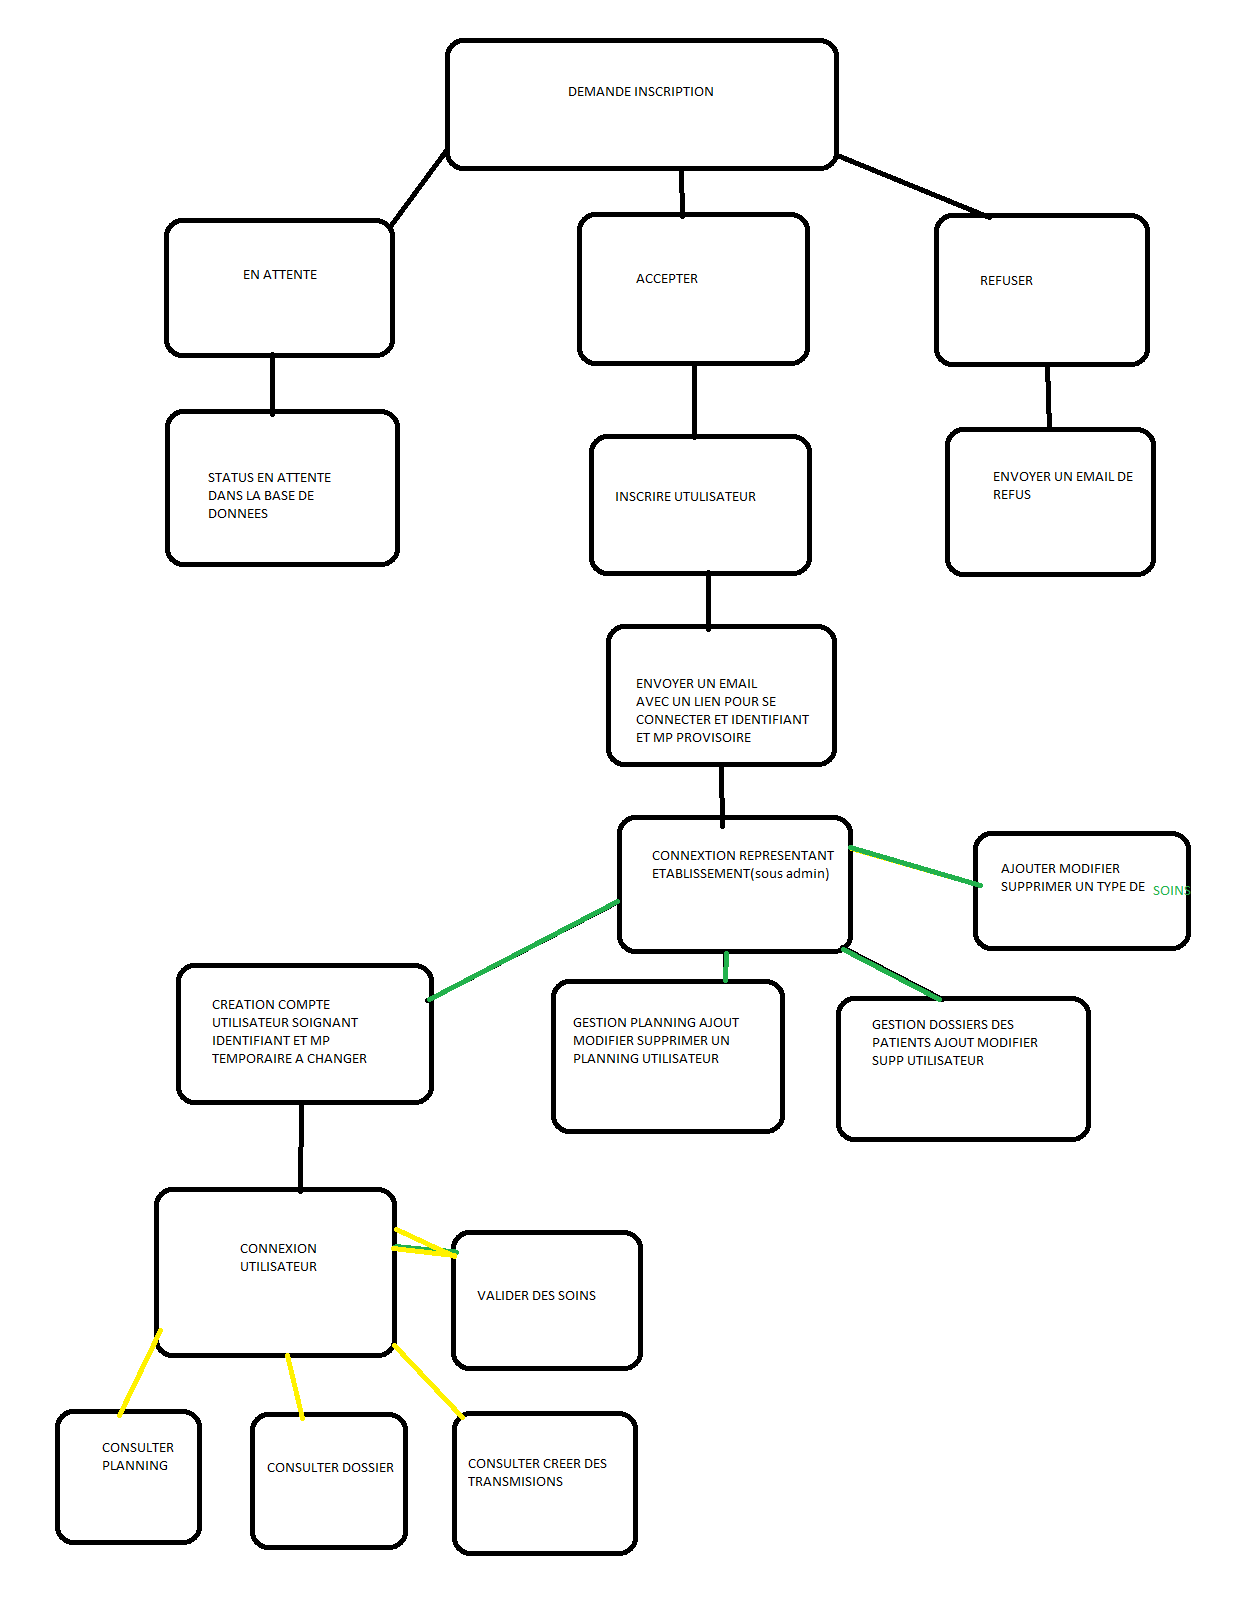 DEMANDE INSCRIPTION
EN ATTENTE
ACCEPTER
REFUSER
STATUS EN ATTENTE
DANS LA BASE DE
DONNEES
INSCRIRE UTULISATEUR
ENVOYER UN EMAIL DE
REFUS
ENVOYER UN EMAIL
AVEC UN LIEN POUR SE
CONNECTER ET IDENTIFIANT
ET MP PROVISOIRE
CONNEXTION REPRESENTANT
ETABLISSEMENT(sous admin)
AJOUTER MODIFIER
SUPPRIMER UN TYPE DE SOINS
CREATION COMPTE
UTILISATEUR SOIGNANT
IDENTIFIANT ET MP
TEMPORAIRE A CHANGER
GESTION PLANNING AJOUT
MODIFIER SUPPRIMER UN
PLANNING UTILISATEUR
GESTION DOSSIERS DES
PATIENTS AJOUT MODIFIER
SUPP UTILISATEUR
CONNEXION
UTILISATEUR
VALIDER DES SOINS
CONSULTER
PLANNING
CONSULTER DOSSIER
CONSULTER CREER DES
TRANSMISIONS